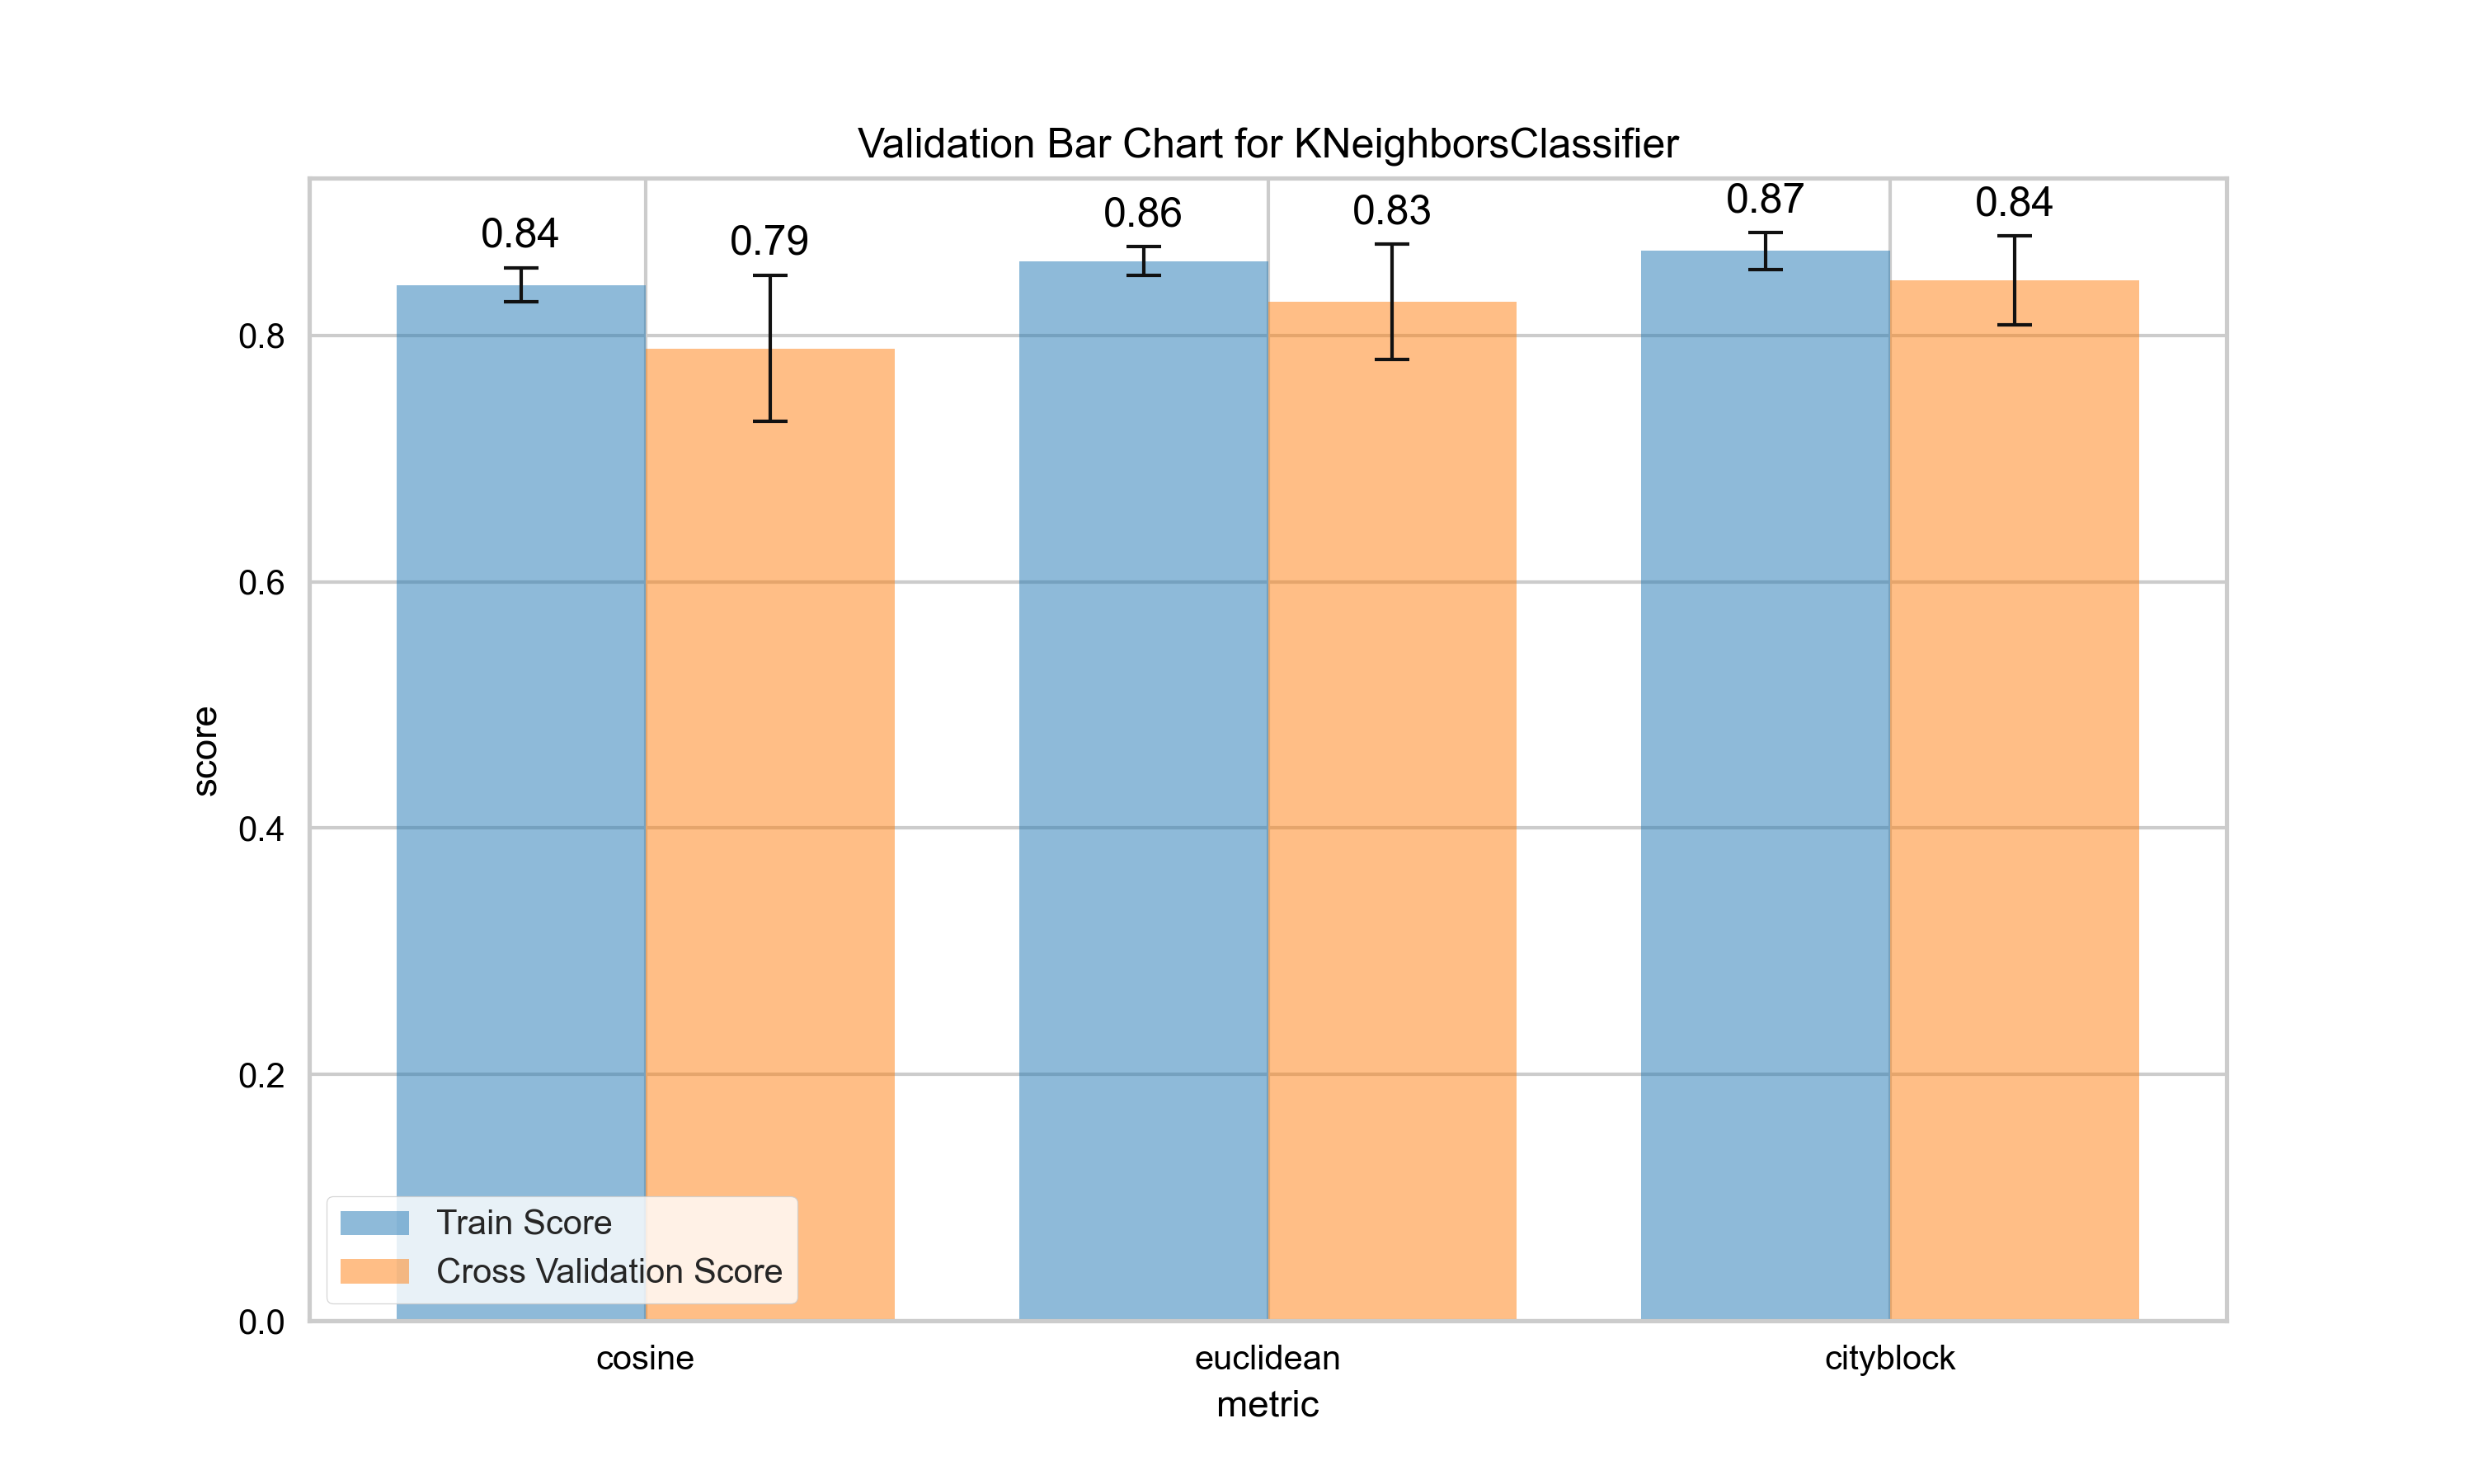 Validation Bar Chart for KNeighborsClassifier
0.84
0.79
0.86
0.83
0.87
0.84
0.8
0.6
0.4
0.2
0.0
score
Train Score
Cross Validation Score
cosine
euclidean
cityblock
metric